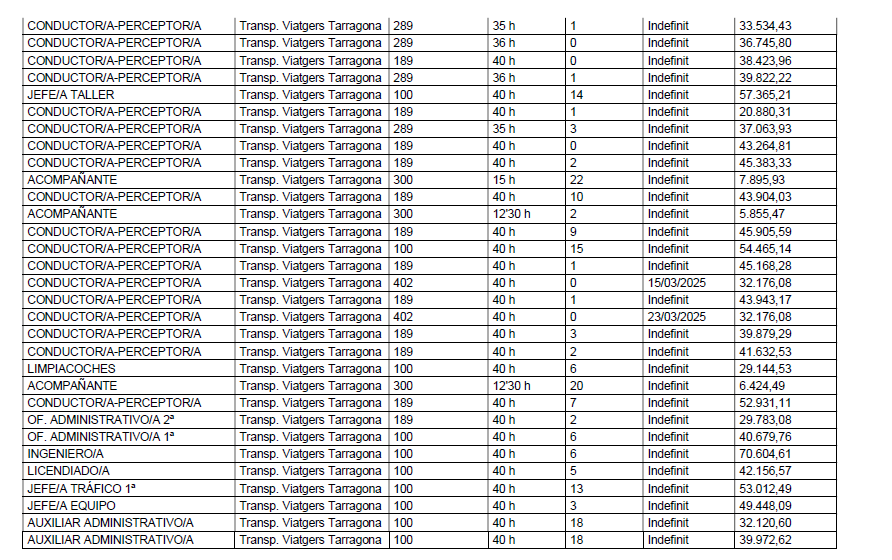 CONDUCTOR/A-PERCEPTOR/A Transp. Viatgers Tarragona 289 35 h 1 Indefinit 33.534,43
CONDUCTOR/A-PERCEPTOR/A Transp. Viatgers Tarragona 289 36 h 0 Indefinit 36.745,80
CONDUCTOR/A-PERCEPTOR/A Transp. Viatgers Tarragona 189 40 h 0 Indefinit 38.423,96
CONDUCTOR/A-PERCEPTOR/A Transp. Viatgers Tarragona 289 36 h 1 Indefinit 39.822,22
JEFE/A TALLER Transp. Viatgers Tarragona 100 40 h 14 Indefinit 57.365,21
CONDUCTOR/A-PERCEPTOR/A Transp. Viatgers Tarragona 189 40 h 1 Indefinit 20.880,31
CONDUCTOR/A-PERCEPTOR/A Transp. Viatgers Tarragona 289 35 h 3 Indefinit 37.063,93
CONDUCTOR/A-PERCEPTOR/A Transp. Viatgers Tarragona 189 40 h 0 Indefinit 43.264,81
CONDUCTOR/A-PERCEPTOR/A Transp. Viatgers Tarragona 189 40 h 2 Indefinit 45.383,33
ACOMPAÑANTE Transp. Viatgers Tarragona 300 15 h 22 Indefinit 7.895,93
CONDUCTOR/A-PERCEPTOR/A Transp. Viatgers Tarragona 189 40 h 10 Indefinit 43.904,03
ACOMPAÑANTE Transp. Viatgers Tarragona 300 12'30 h 2 Indefinit 5.855,47
CONDUCTOR/A-PERCEPTOR/A Transp. Viatgers Tarragona 189 40 h 9 Indefinit 45.905,59
CONDUCTOR/A-PERCEPTOR/A Transp. Viatgers Tarragona 100 40 h 15 Indefinit 54.465,14
CONDUCTOR/A-PERCEPTOR/A Transp. Viatgers Tarragona 189 40 h 1 Indefinit 45.168,28
CONDUCTOR/A-PERCEPTOR/A Transp. Viatgers Tarragona 402 40 h 0 15/03/2025 32.176,08
CONDUCTOR/A-PERCEPTOR/A Transp. Viatgers Tarragona 189 40 h 1 Indefinit 43.943,17
CONDUCTOR/A-PERCEPTOR/A Transp. Viatgers Tarragona 402 40 h 0 23/03/2025 32.176,08
CONDUCTOR/A-PERCEPTOR/A Transp. Viatgers Tarragona 189 40 h 3 Indefinit 39.879,29
CONDUCTOR/A-PERCEPTOR/A Transp. Viatgers Tarragona 189 40 h 2 Indefinit 41.632,53
LIMPIACOCHES Transp. Viatgers Tarragona 100 40 h 6 Indefinit 29.144,53
ACOMPAÑANTE Transp. Viatgers Tarragona 300 12'30 h 20 Indefinit 6.424,49
CONDUCTOR/A-PERCEPTOR/A Transp. Viatgers Tarragona 189 40 h 7 Indefinit 52.931,11
OF. ADMINISTRATIVO/A 2ª Transp. Viatgers Tarragona 189 40 h 2 Indefinit 29.783,08
OF. ADMINISTRATIVO/A 1ª Transp. Viatgers Tarragona 100 40 h 6 Indefinit 40.679,76
INGENIERO/A Transp. Viatgers Tarragona 100 40 h 6 Indefinit 70.604,61
LICENDIADO/A Transp. Viatgers Tarragona 100 40 h 5 Indefinit 42.156,57
JEFE/A TRÁFICO 1ª Transp. Viatgers Tarragona 100 40 h 13 Indefinit 53.012,49
JEFE/A EQUIPO Transp. Viatgers Tarragona 100 40 h 3 Indefinit 49.448,09
AUXILIAR ADMINISTRATIVO/A Transp. Viatgers Tarragona 100 40 h 18 Indefinit 32.120,60
AUXILIAR ADMINISTRATIVO/A Transp. Viatgers Tarragona 100 40 h 18 Indefinit 39.972,62